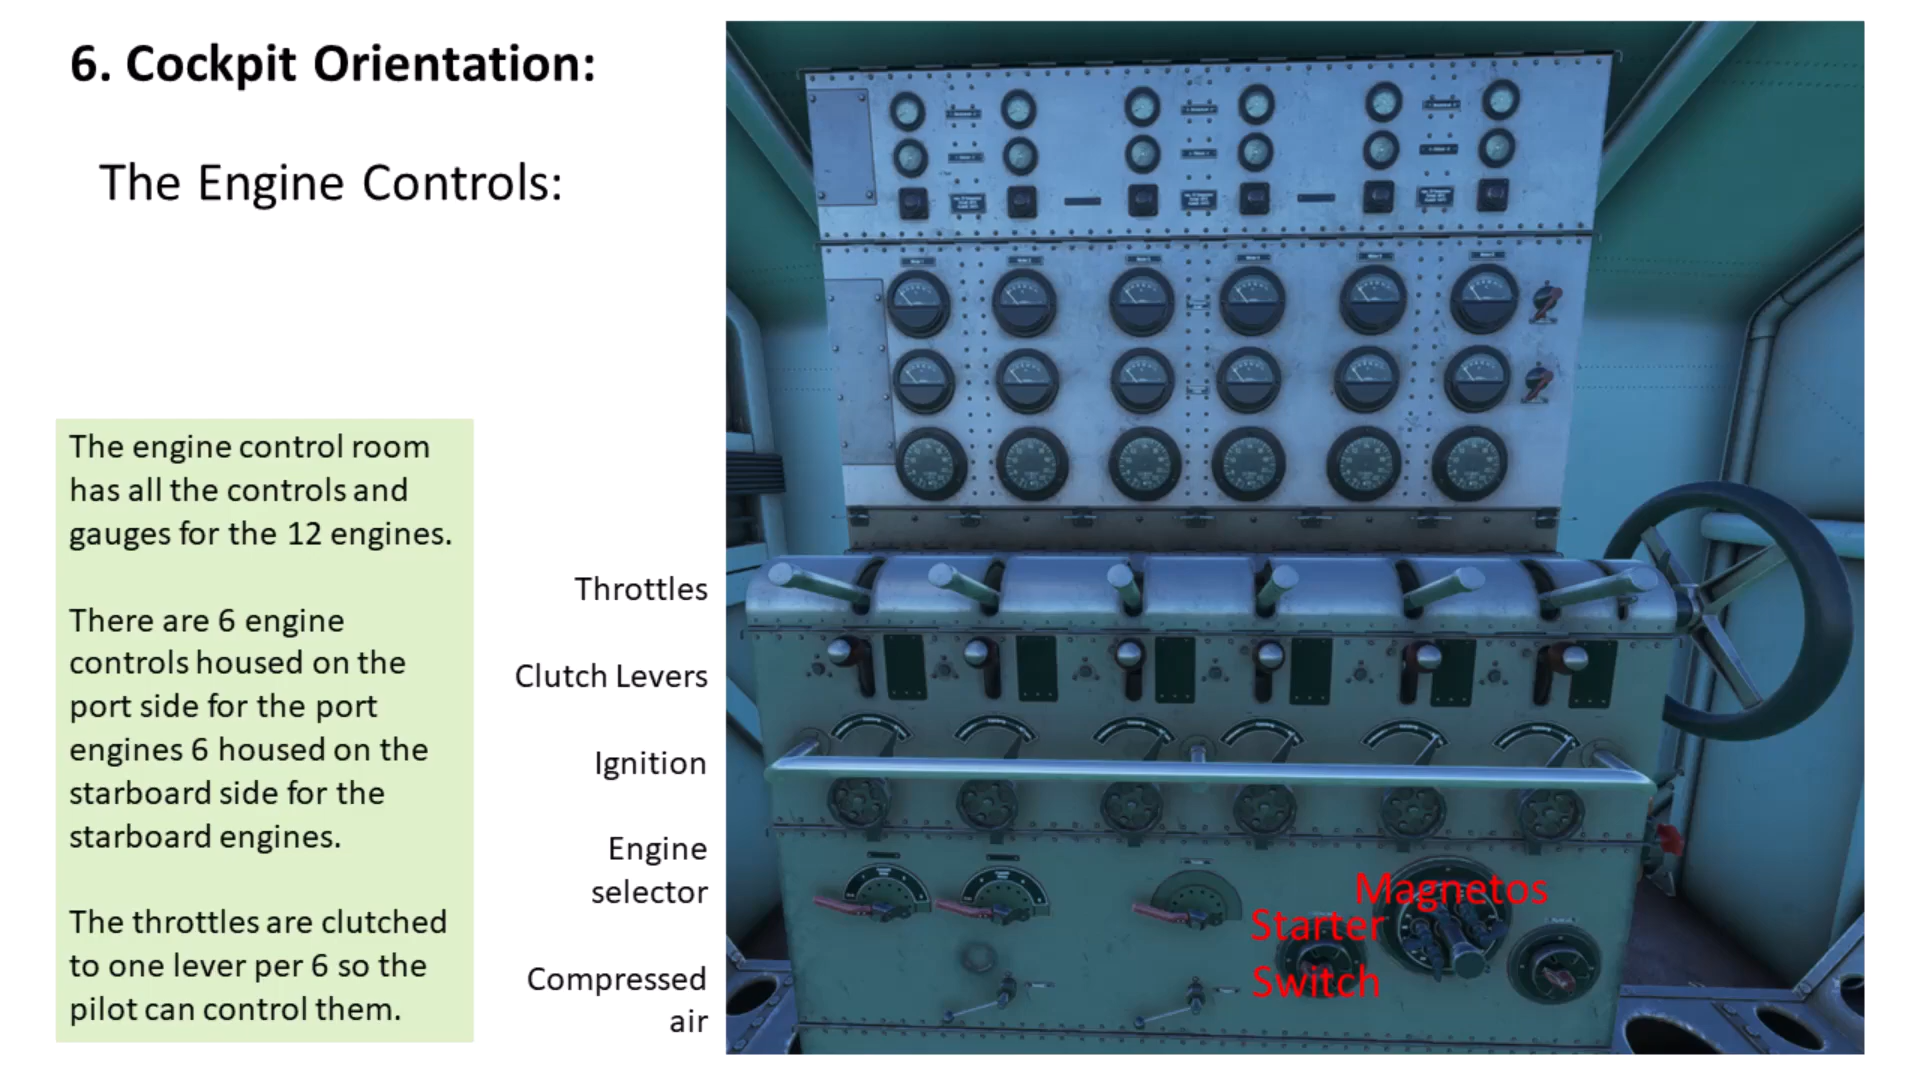 6. Cockpit Orientation:
The Engine Controls:
The engine control room
has all the controls and
gauges for the 12 engines.
There are 6 engine
controls housed on the
port side for the port
engines 6 housed on the
starboard side for the
starboard engines.
The throttles are clutched
to one lever per 6 so the
pilot can control them.
Throttles
Clutch Levers
Ignition
Engine
selector
Compressed
air
Magnetos
Starter
Switch